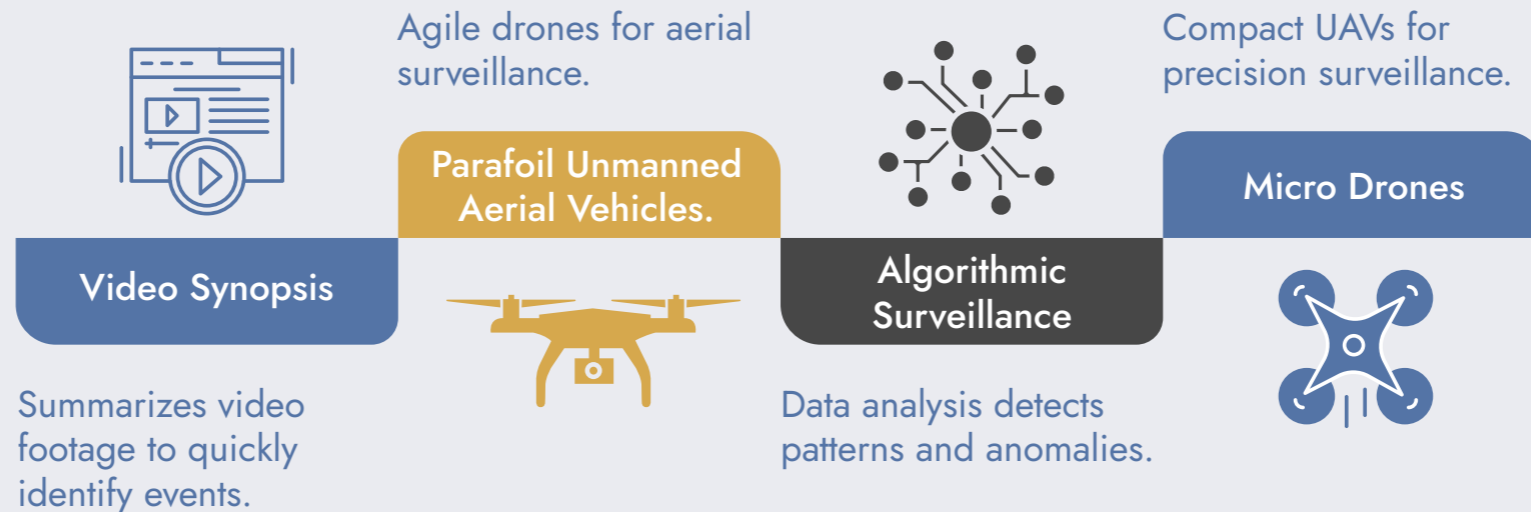 Video Synopsis
Summarizes video
footage to quickly
identify events.
Agile drones for aerial
surveillance.
Parafoil Unmanned
Aerial Vehicles.
Algorithmic
Surveillance
Data analysis detects
patterns and anomalies.
Compact UAVs for
precision surveillance.
Micro Drones